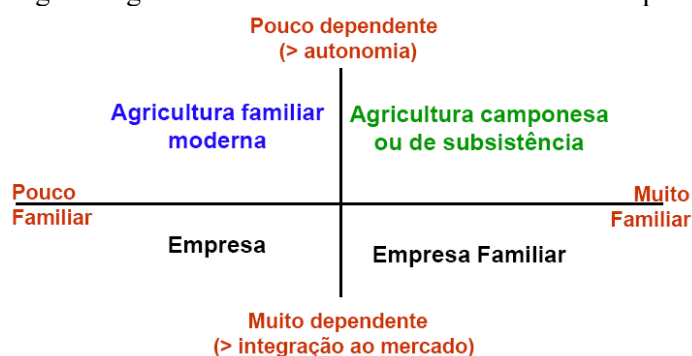 Pouco dependente
(> autonomia)
Agricultura familiar
moderna
Agricultura camponesa
ou de subsistência
Pouco
Familiar
Muito
Familiar
Empresa
Empresa Familiar
Muito dependente
(> integração ao mercado)